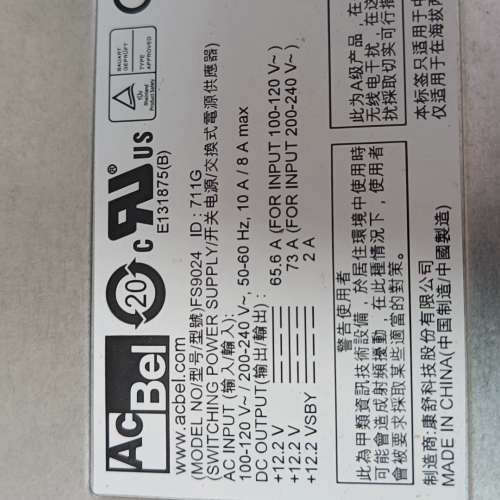 AcBel
20
c RU US
E131875(B)
BAUART
GEPRÜFT
TYPE
APPROVED
www.acbel.com
(MODEL NO/型号/型號)FS9024 ID : 711G
(SWITCHING POWER SUPPLY/开关电源/交換式電源供應器)
AC INPUT (输入/輸入):
100-120 V~ / 200-240 V~, 50-60 Hz, 10 A / 8 A max
DC OUTPUT(输出/輸出) :
+12.2 V 65.6 A (FOR INPUT 100-120 V~)
+12.2 V 73 A (FOR INPUT 200-240 V~)
+12.2 VSBY 2 A
此为A级产品, 在
无线电干扰, 在这
扰采取切实可行措
本标签只适用于中
仅适用于在海拔两
警告使用者
此為甲類資訊技術設備, 於居住環境中使用時
可能會造成射頻擾動, 在此種情況下, 使用者
會被要求採取某些適當的對策。
制造商: 康舒科技股份有限公司
MADE IN CHINA(中国制造/中國製造)